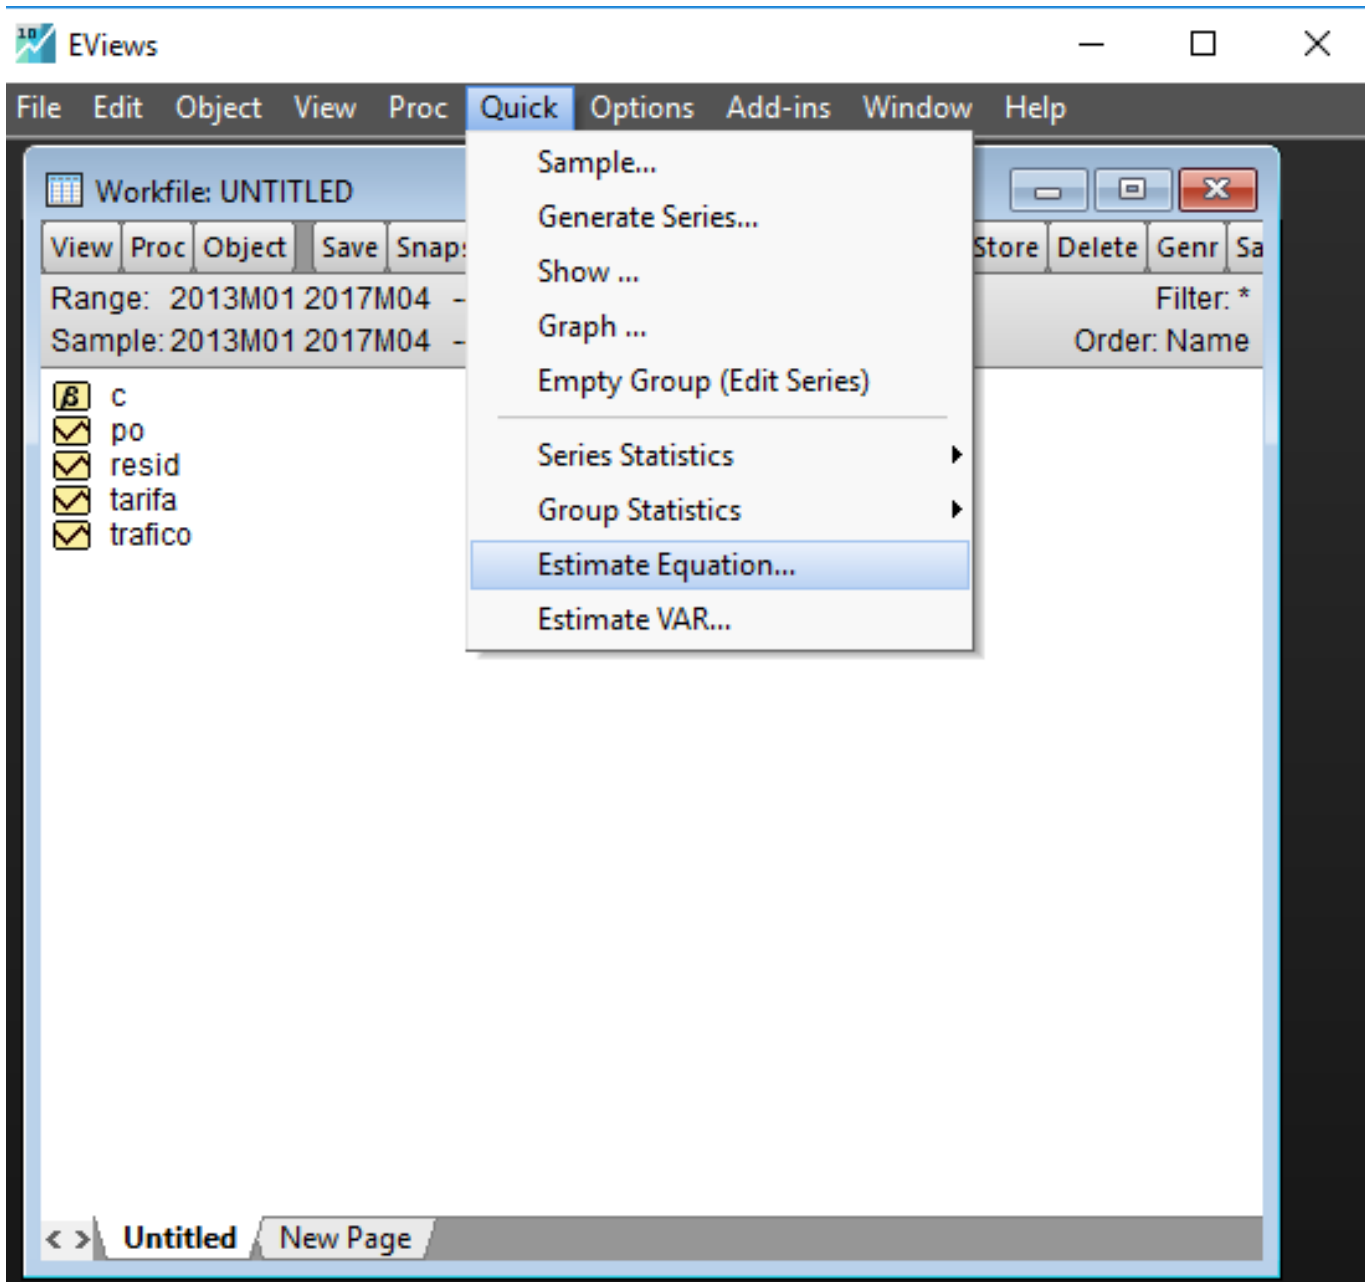 10 EViews
File Edit Object View Proc Quick Options Add-ins Window Help
Workfile: UNTITLED
View Proc Object Save Snap: Store Delete Genr Sa
Range: 2013M01 2017M04 - Filter: *
Sample: 2013M01 2017M04 - Order: Name
β c
po
resid
tarifa
trafico
Sample...
Generate Series...
Show ...
Graph ...
Empty Group (Edit Series)
Series Statistics
Group Statistics
Estimate Equation...
Estimate VAR...
< > Untitled New Page